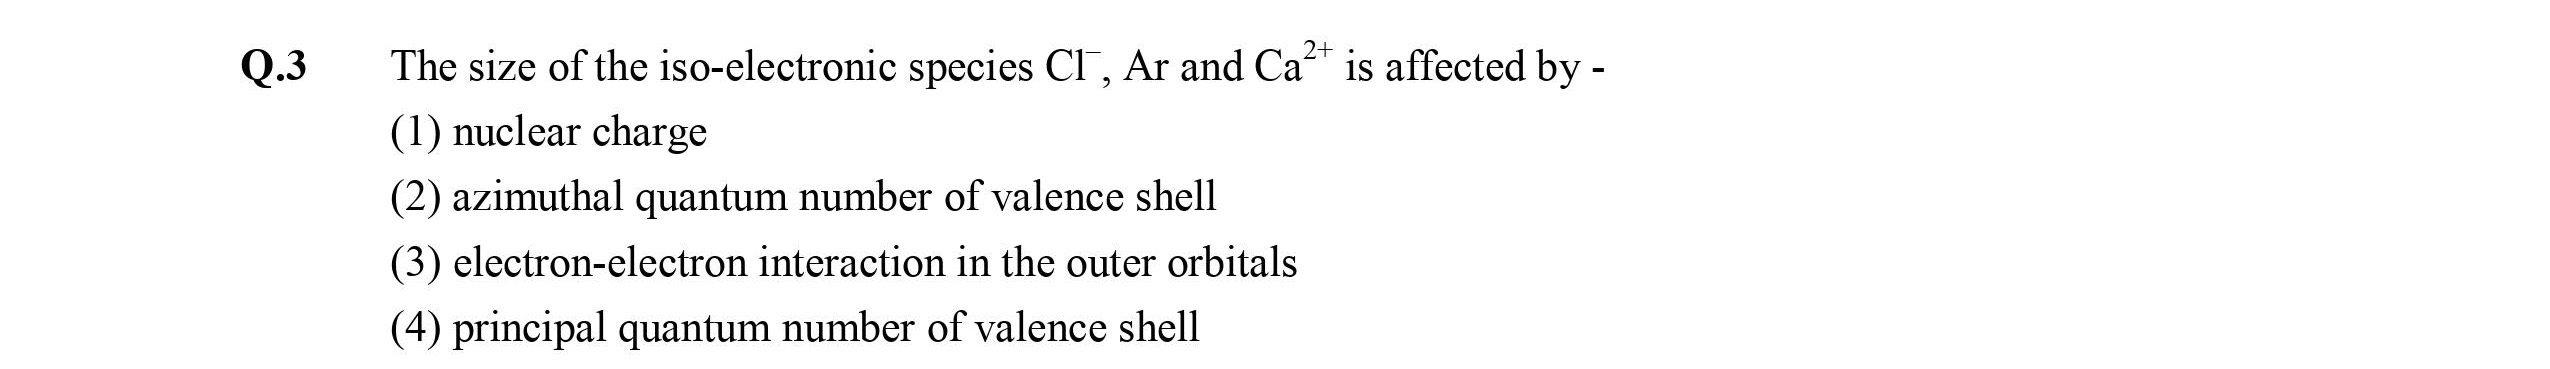 Q.3 The size of the iso-electronic species Cl⁻, Ar and Ca²⁺ is affected by -
(1) nuclear charge
(2) azimuthal quantum number of valence shell
(3) electron-electron interaction in the outer orbitals
(4) principal quantum number of valence shell